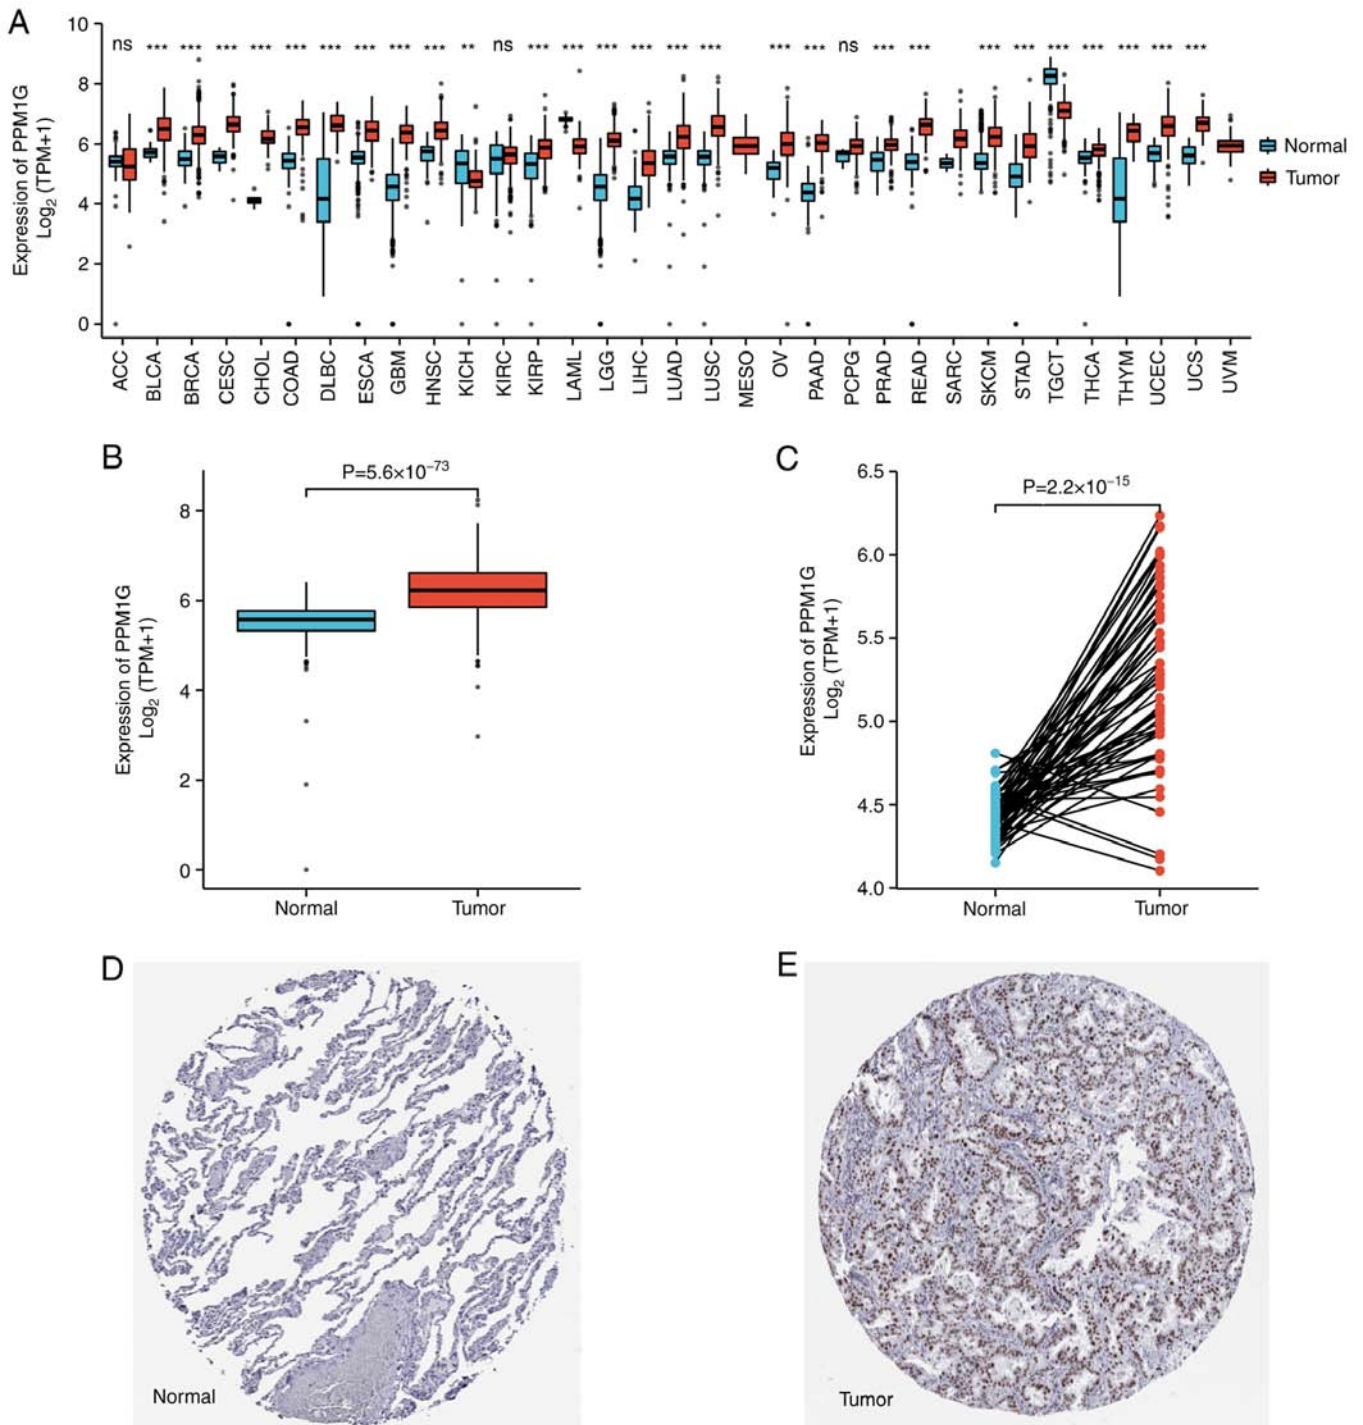 A
10
8
6
4
2
0
Expression of PPM1G
Log₂ (TPM+1)
ns *** *** *** *** *** *** *** *** *** ** ns *** *** *** *** *** *** *** *** ns *** *** *** *** *** *** *** *** ***
Normal
Tumor
ACC BLCA BRCA CESC CHOL COAD DLBC ESCA GBM HNSC KICH KIRC KIRP LAML LGG LIHC LUAD LUSC MESO OV PAAD PCPG PRAD READ SARC SKCM STAD TGCT THCA THYM UCEC UCS UVM
B
P=5.6×10⁻⁷³
8
6
4
2
0
Expression of PPM1G
Log₂ (TPM+1)
Normal Tumor
C
P=2.2×10⁻¹⁵
6.5
6.0
5.5
5.0
4.5
4.0
Expression of PPM1G
Log₂ (TPM+1)
Normal Tumor
D
Normal
E
Tumor